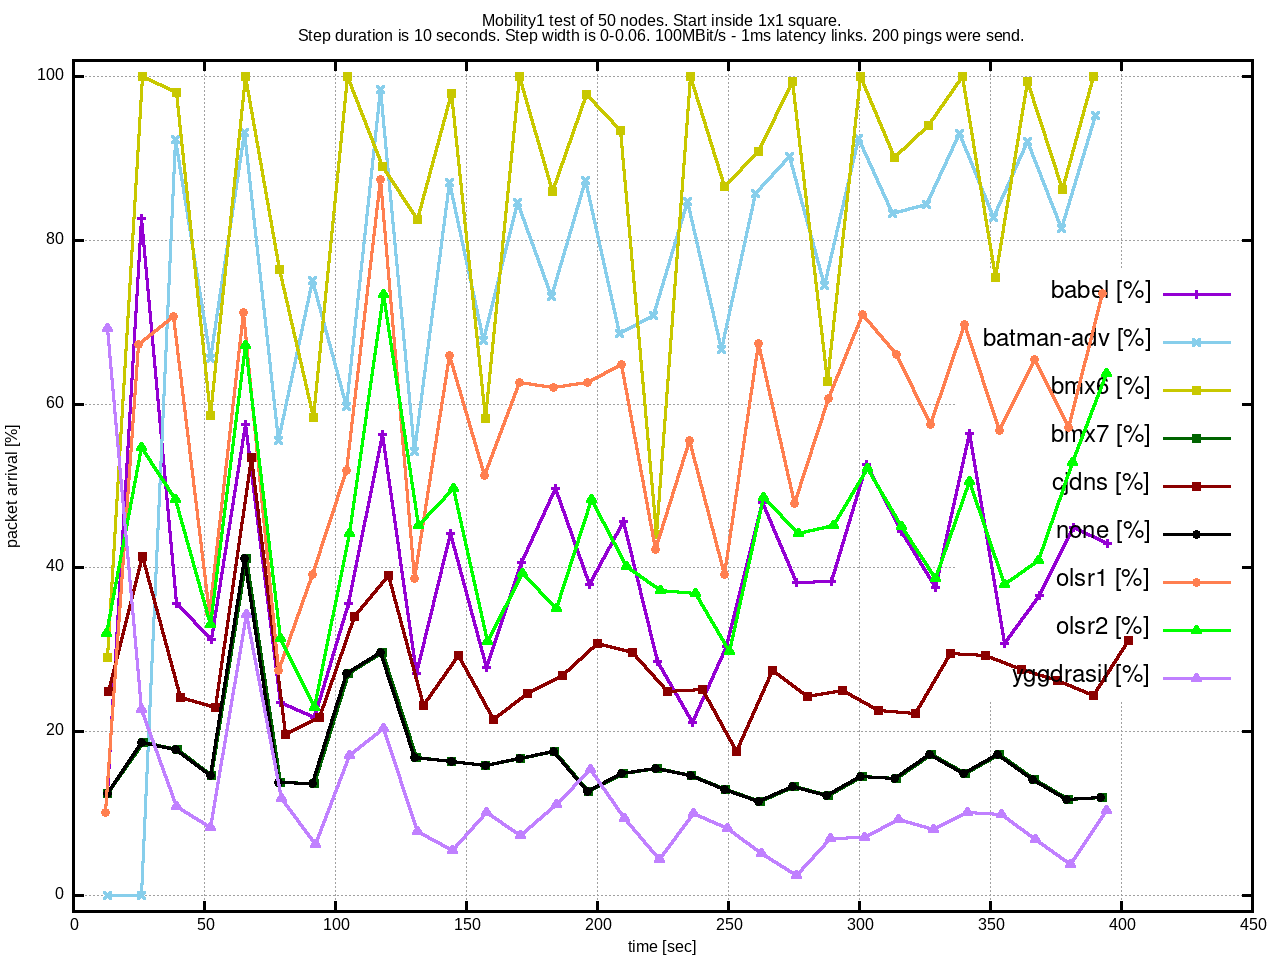 Mobility1 test of 50 nodes. Start inside 1x1 square.
Step duration is 10 seconds. Step width is 0-0.06. 100MBit/s - 1ms latency links. 200 pings were send.
100
80
60
40
20
0
packet arrival [%]
babel [%]
batman-adv [%]
bmx6 [%]
bmx7 [%]
cjdns [%]
none [%]
olsr1 [%]
olsr2 [%]
yggdrasil [%]
0 50 100 150 200 250 300 350 400 450
time [sec]